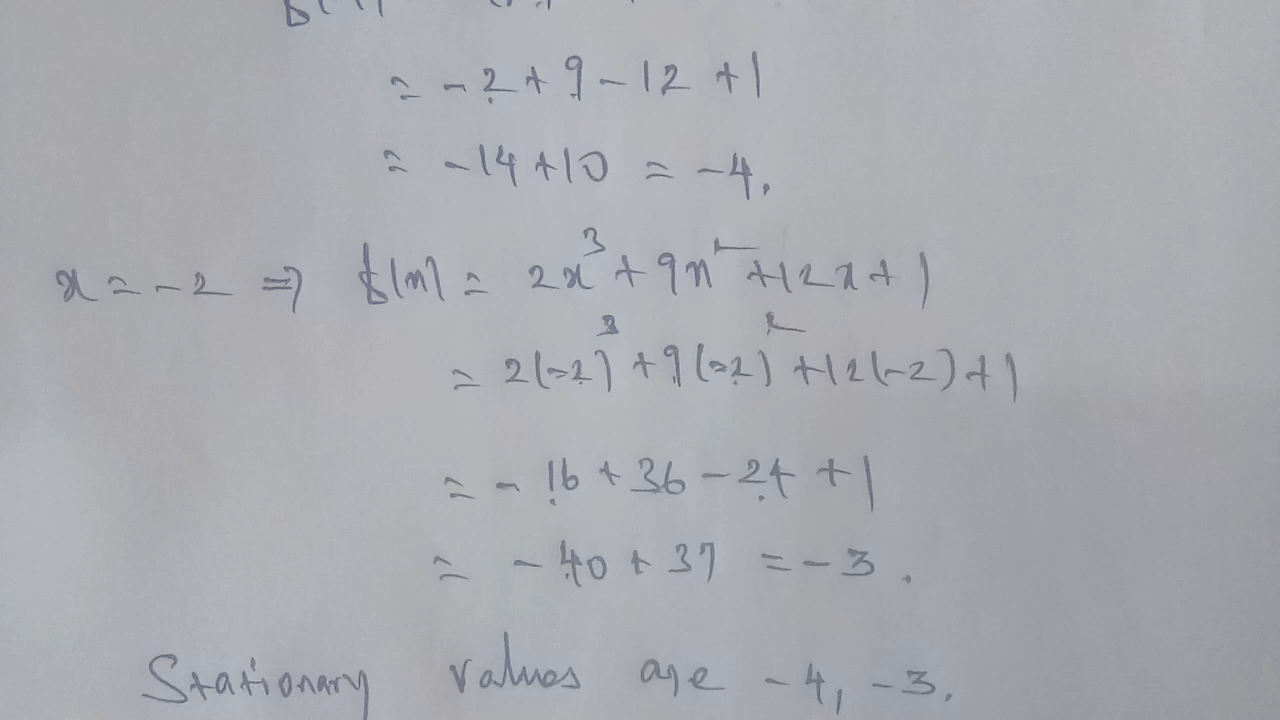 = -2 + 9 - 12 + 1
= -14 + 10 = -4.
x = -2 ⇒ f(x) = 2x³ + 9x² + 12x + 1
= 2(-2)³ + 9(-2)² + 12(-2) + 1
= -16 + 36 - 24 + 1
= -40 + 37 = -3.
Stationary values are -4, -3.